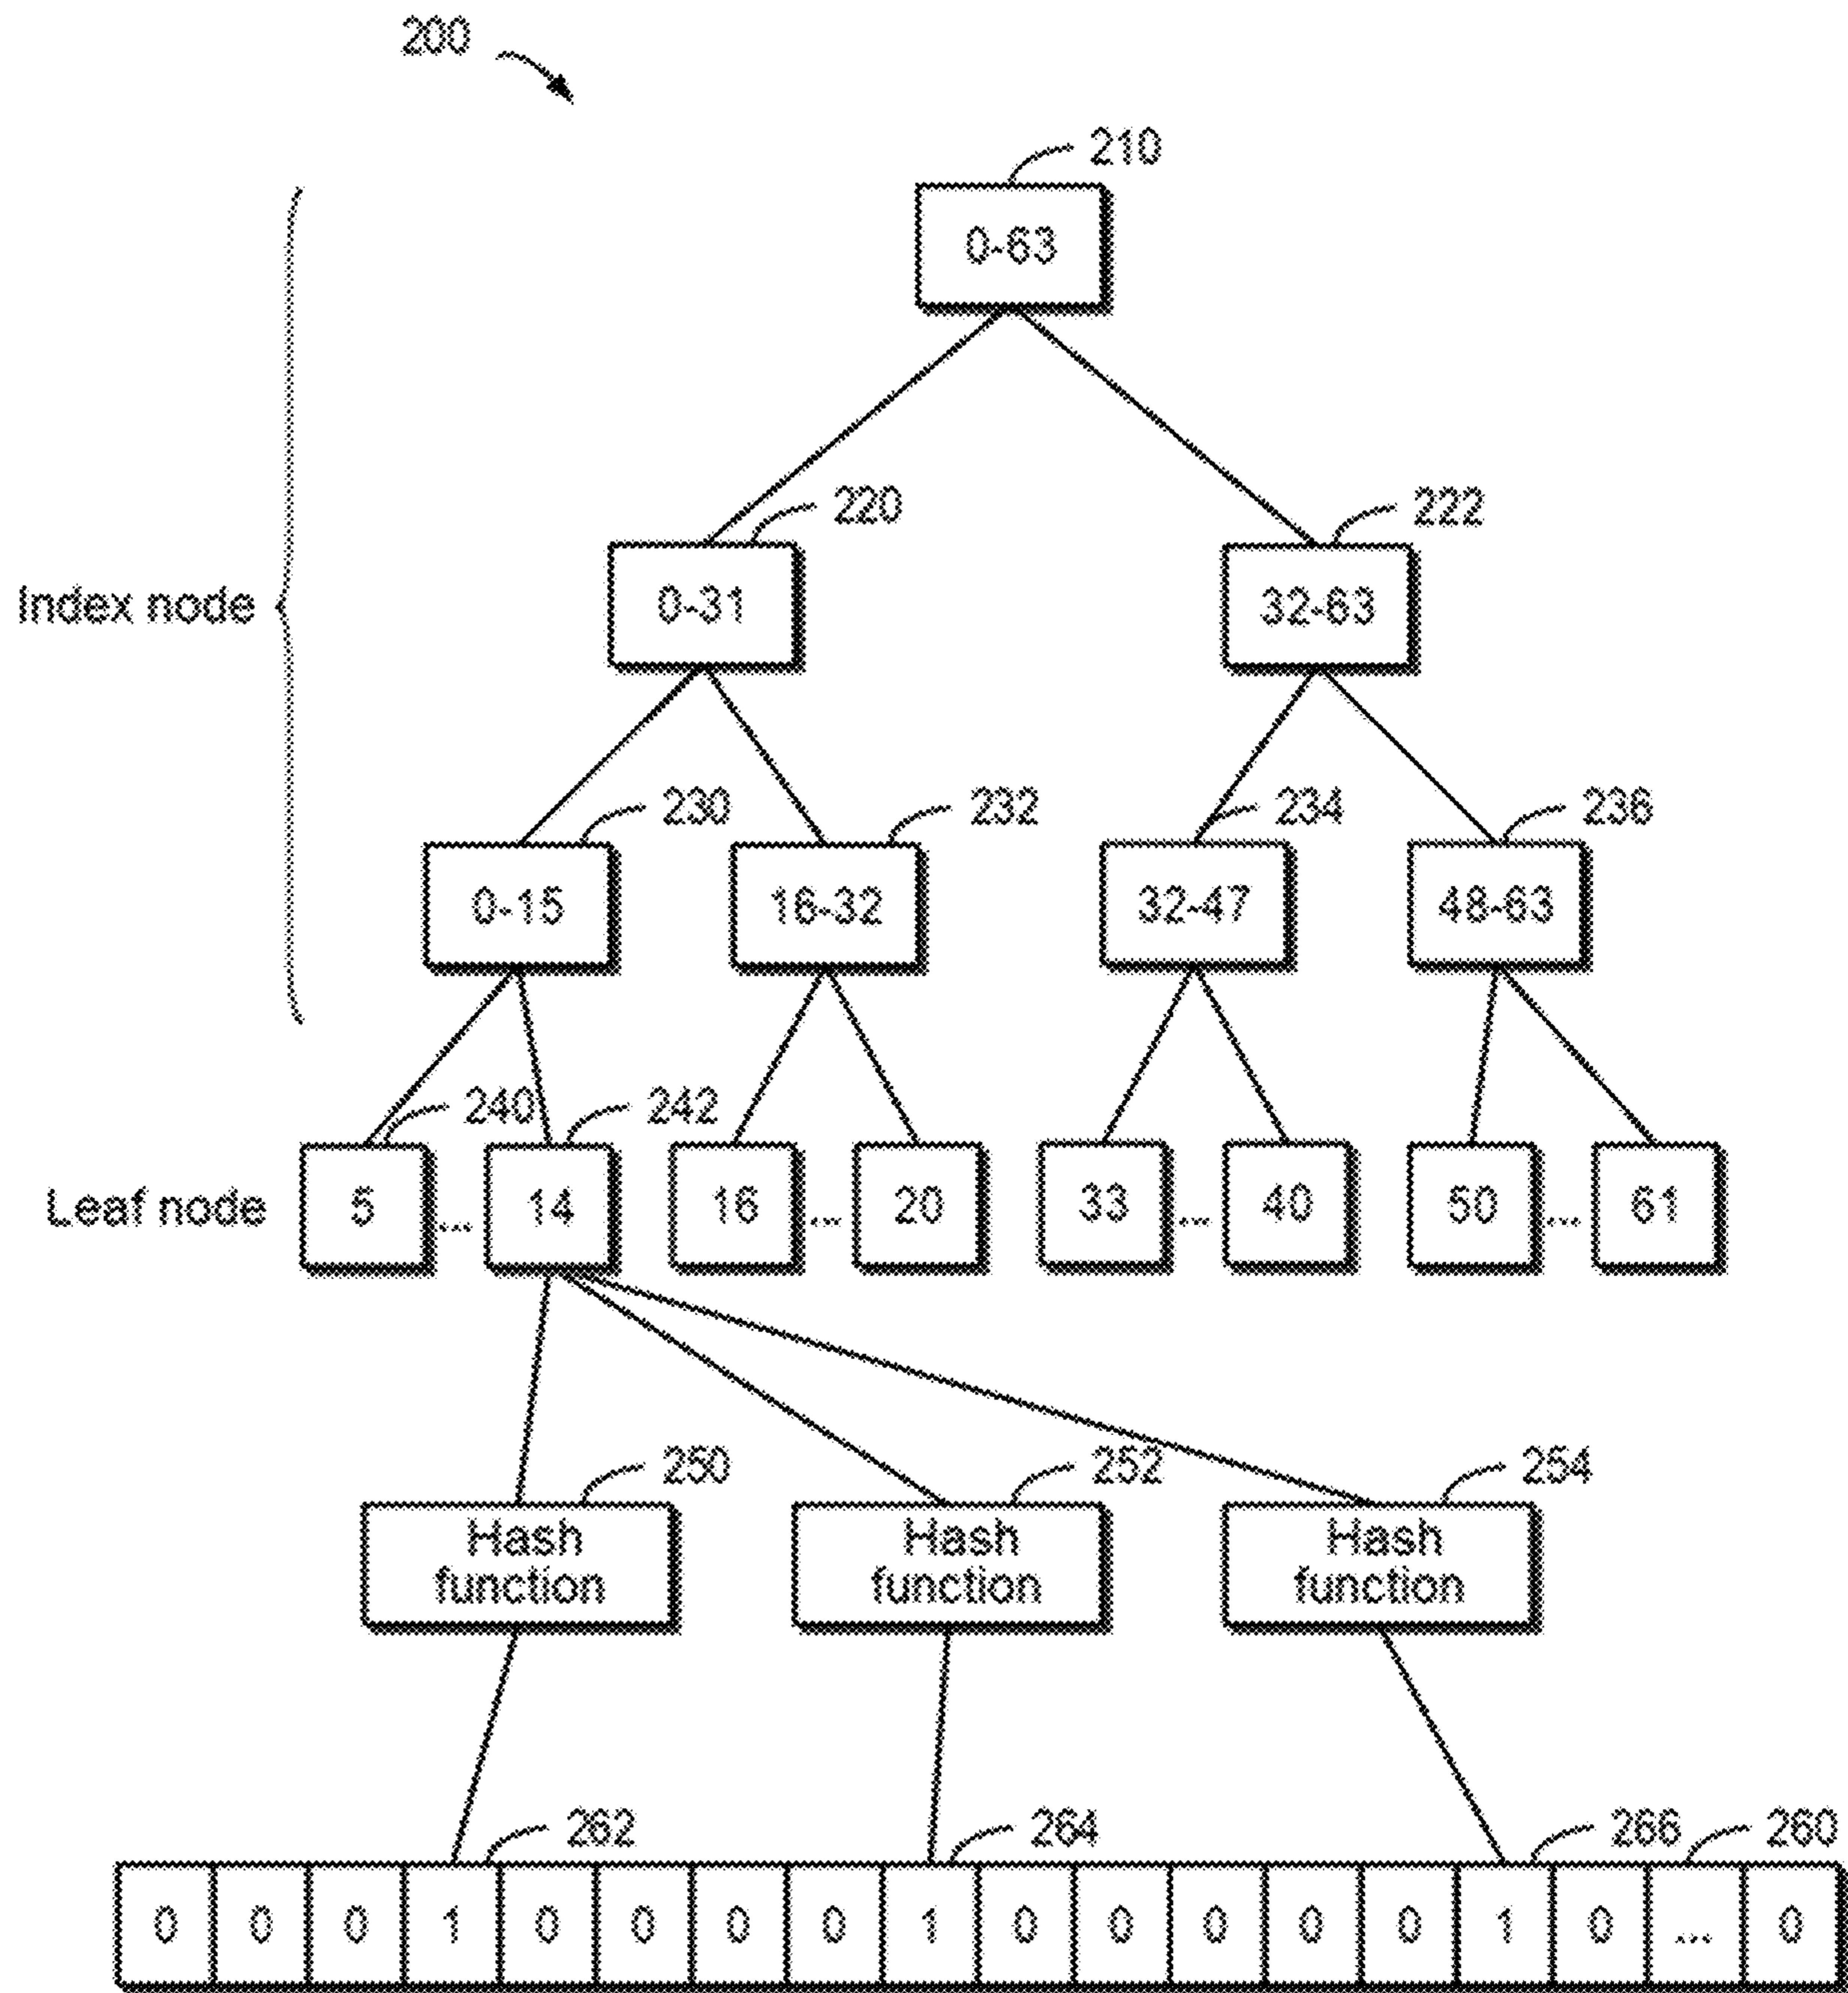 200
210
0-63
220
222
0-31
32-63
Index node
230
232
234
236
0-15
16-32
32-47
48-63
240
242
Leaf node
5 ... 14 16 ... 20 33 ... 40 50 ... 61
250
252
254
Hash
function
Hash
function
Hash
function
262
264
266
260
0 0 0 1 0 0 0 0 1 0 0 0 0 0 1 0 ... 0